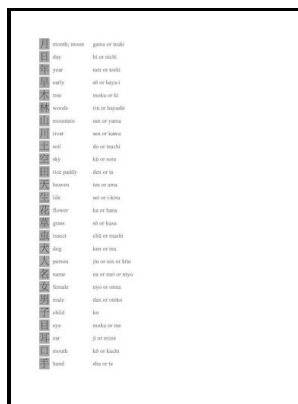 月 month; moon gatsu or tsuki
日 day hi or nichi
年 year nen or toshi
早 early sō or haya-i
木 tree moku or ki
林 woods rin or hayashi
山 mountain san or yama
川 river sen or kawa
土 soil do or tsuchi
空 sky kū or sora
田 rice paddy den or ta
天 heaven ten or ama
生 life sei or i-kiru
花 flower ka or hana
草 grass sō or kusa
虫 insect chū or mushi
犬 dog ken or inu
人 person jin or nin or hito
名 name na or mei or myo
女 female nyo or onna
男 male dan or otoko
子 child ko
目 eye moku or me
耳 ear ji or mimi
口 mouth kō or kuchi
手 hand shu or te